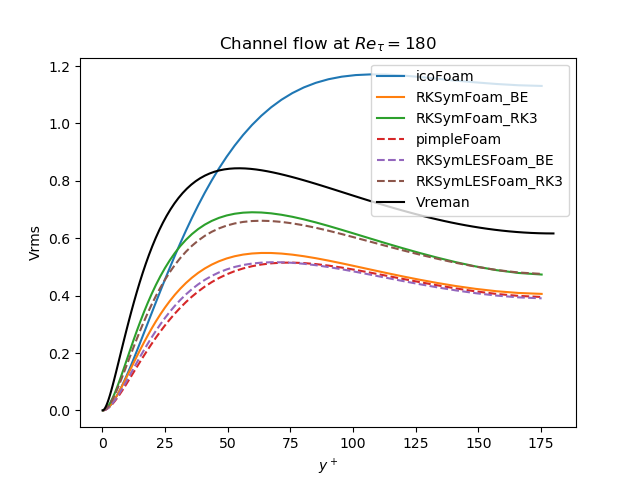 Channel flow at $Re_\tau = 180$
Vrms
1.2
1.0
0.8
0.6
0.4
0.2
0.0
icoFoam
RKSymFoam_BE
RKSymFoam_RK3
pimpleFoam
RKSymLESFoam_BE
RKSymLESFoam_RK3
Vreman
0 25 50 75 100 125 150 175
$y^+$